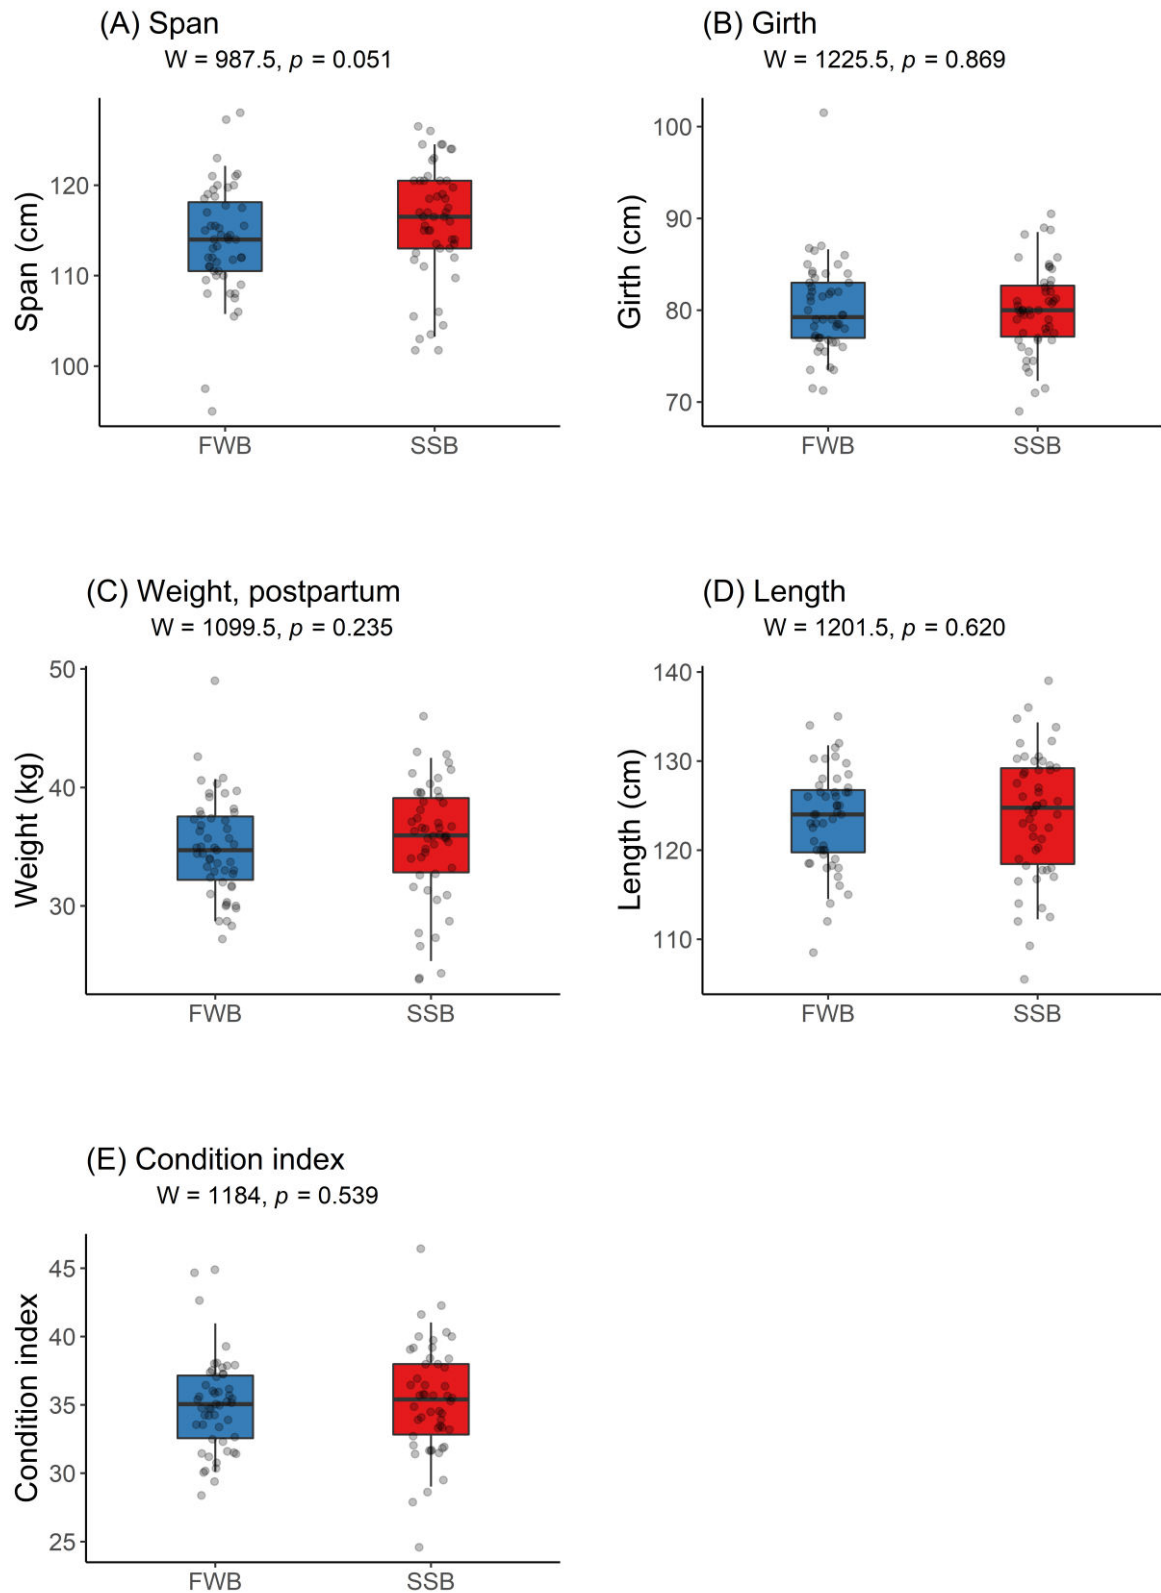 (A) Span
W = 987.5, p = 0.051
Span (cm)
120
110
100
FWB
SSB
(B) Girth
W = 1225.5, p = 0.869
Girth (cm)
100
90
80
70
FWB
SSB
(C) Weight, postpartum
W = 1099.5, p = 0.235
Weight (kg)
50
40
30
FWB
SSB
(D) Length
W = 1201.5, p = 0.620
Length (cm)
140
130
120
110
FWB
SSB
(E) Condition index
W = 1184, p = 0.539
Condition index
45
40
35
30
25
FWB
SSB